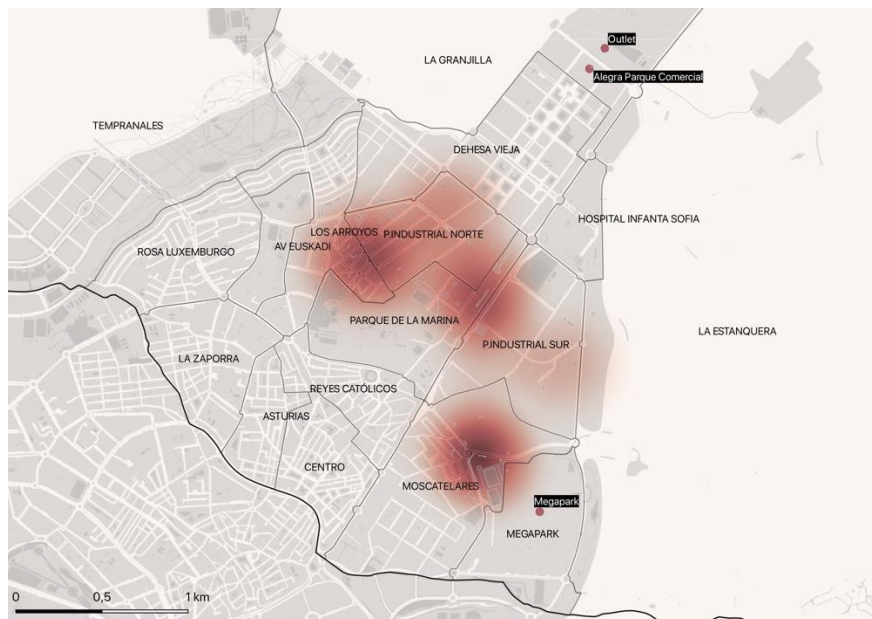 Outlet
LA GRANJILLA
Alegra Parque Comercial
TEMPRANALES
DEHESA VIEJA
HOSPITAL INFANTA SOFIA
LOS ARROYOS
P.INDUSTRIAL NORTE
AV EUSKADI
ROSA LUXEMBURGO
PARQUE DE LA MARINA
LA ESTANQUERA
P.INDUSTRIAL SUR
LA ZAPORRA
REYES CATÓLICOS
ASTURIAS
CENTRO
MOSCATELARES
Megapark
MEGAPARK
0 0,5 1 km